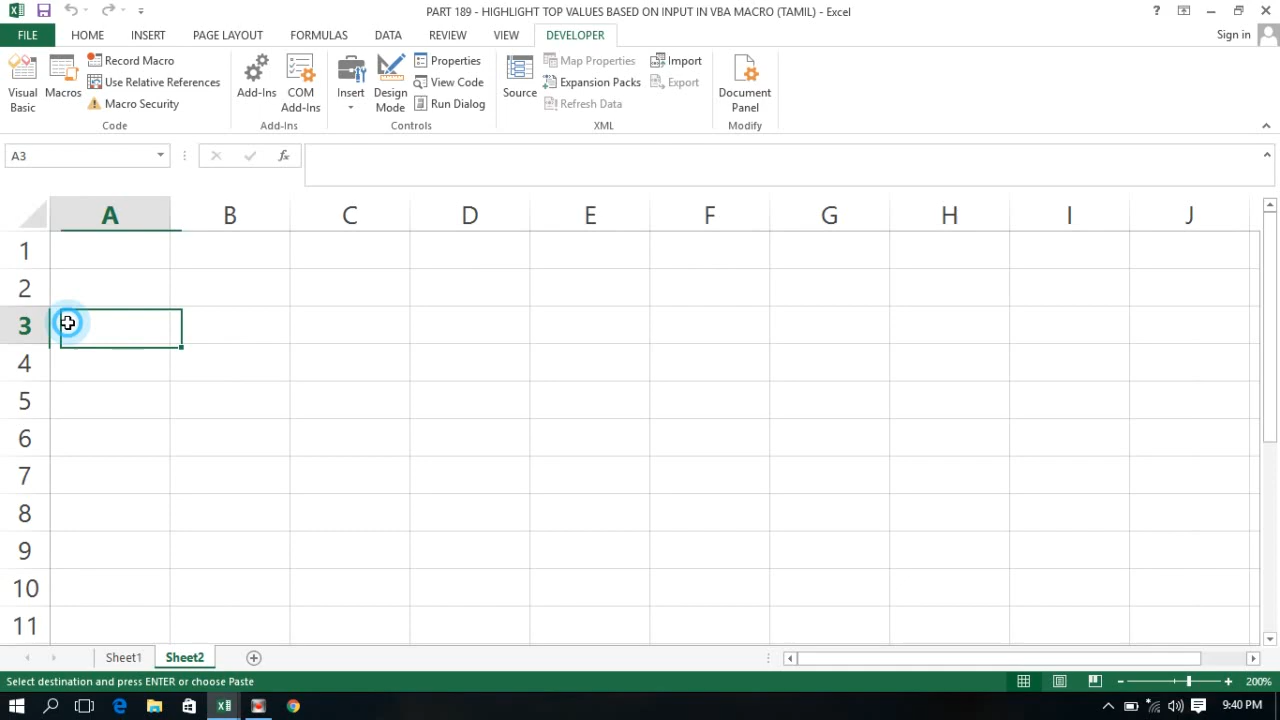 PART 189 - HIGHLIGHT TOP VALUES BASED ON INPUT IN VBA MACRO (TAMIL) - Excel
?
FILE HOME INSERT PAGE LAYOUT FORMULAS DATA REVIEW VIEW DEVELOPER Sign in
Visual Basic
Macros
Record Macro
Use Relative References
Macro Security
Code
Add-Ins
COM Add-Ins
Add-Ins
Insert
Design Mode
Properties
View Code
Run Dialog
Controls
Source
Map Properties
Expansion Packs
Refresh Data
Import
Export
XML
Document Panel
Modify
A3
fx
A B C D E F G H I J
1
2
3
4
5
6
7
8
9
10
11
Sheet1 Sheet2
Select destination and press ENTER or choose Paste
200%
9:40 PM